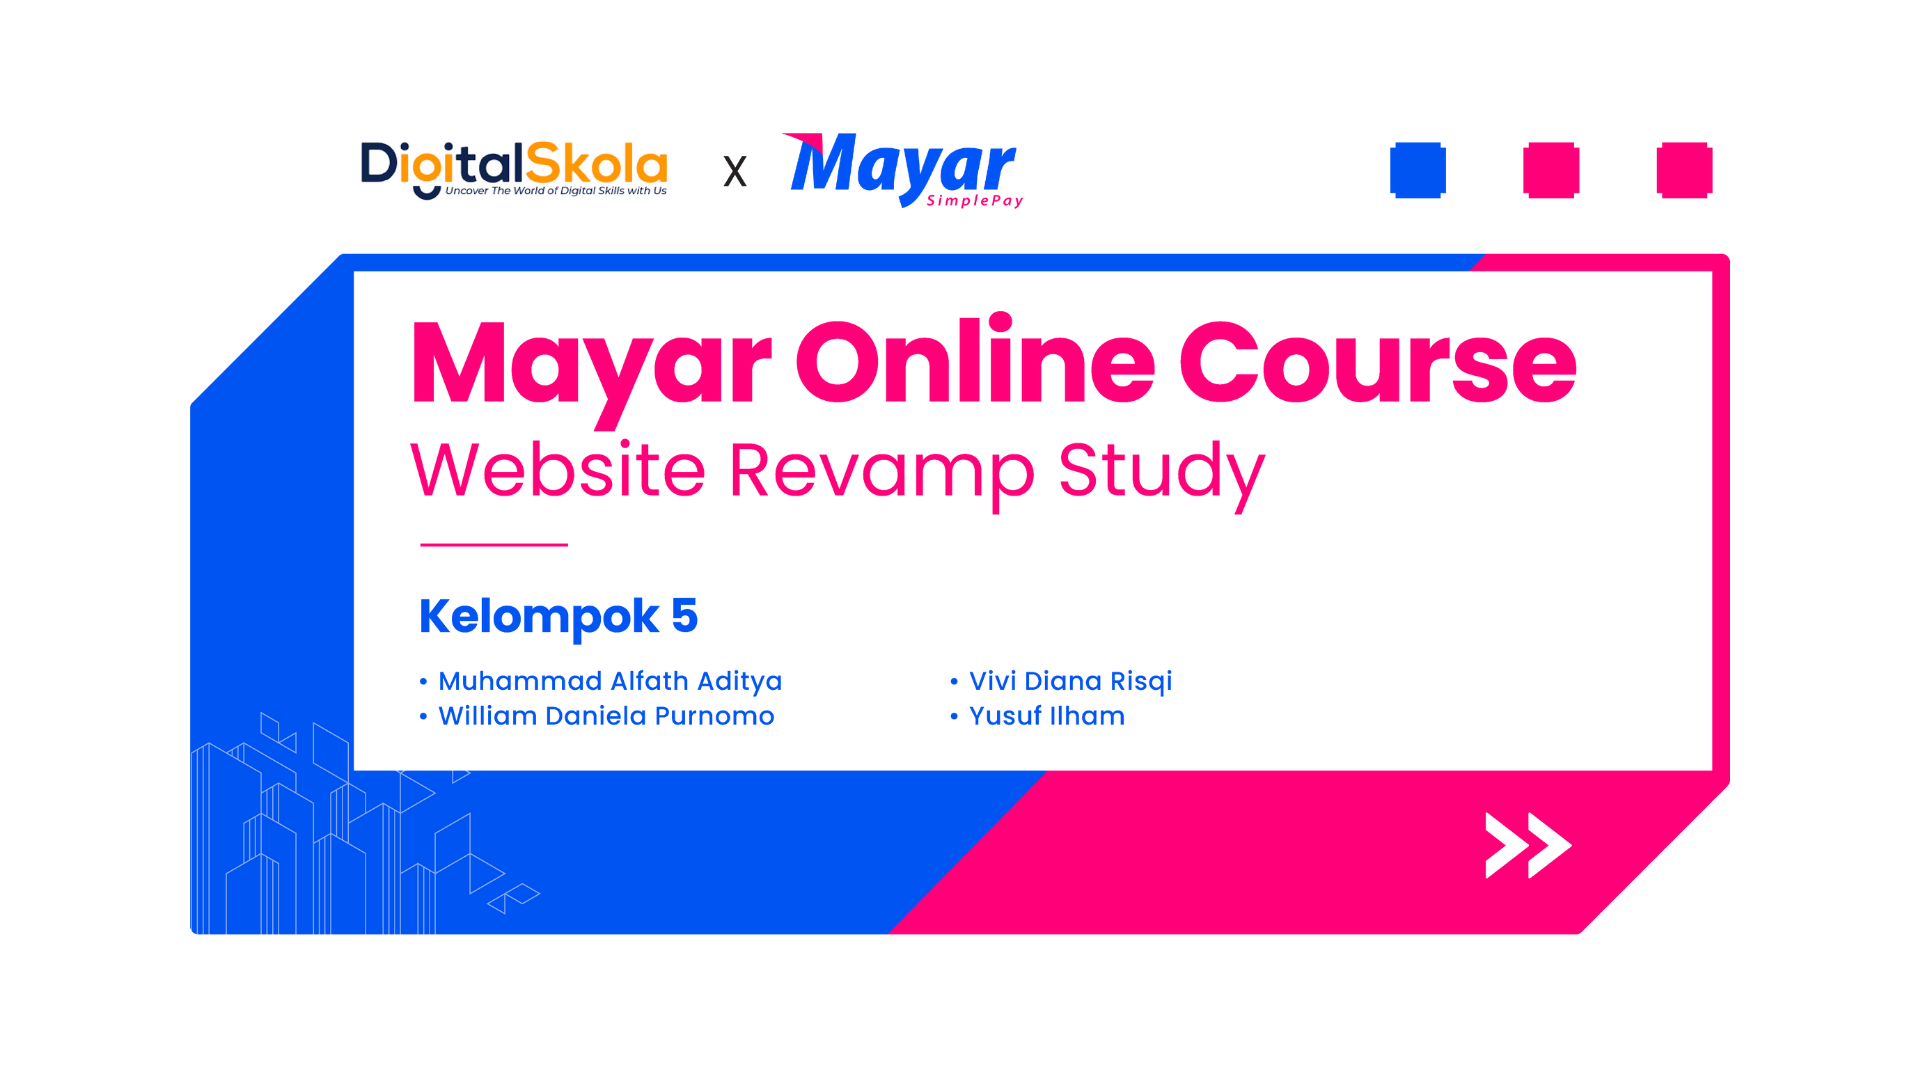 DigitalSkola
Uncover The World of Digital Skills with Us
X
Mayar
SimplePay
Mayar Online Course
Website Revamp Study
Kelompok 5
• Muhammad Alfath Aditya
• William Daniela Purnomo
• Vivi Diana Risqi
• Yusuf Ilham